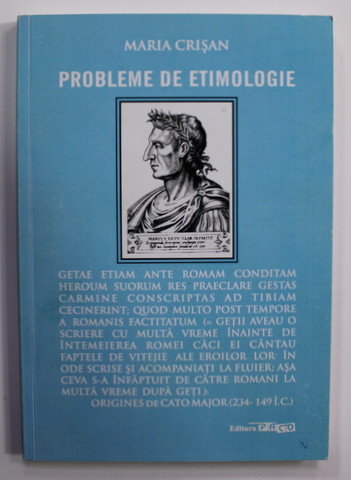 MARIA CRIŞAN
PROBLEME DE ETIMOLOGIE
GETAE ETIAM ANTE ROMAM CONDITAM
HEROUM SUORUM RES PRAECLARE GESTAS
CARMINE CONSCRIPTAS AD TIBIAM
CECINERINT; QUOD MULTO POST TEMPORE
A ROMANIS FACTITATUM (= GEŢII AVEAU O
SCRIERE CU MULTĂ VREME ÎNAINTE DE
ÎNTEMEIEREA ROMEI CĂCI EI CÂNTAU
FAPTELE DE VITEJIE ALE EROILOR LOR ÎN
ODE SCRISE ŞI ACOMPANIAŢI LA FLUIER; AŞA
CEVA S-A ÎNFĂPTUIT DE CĂTRE ROMANI LA
MULTĂ VREME DUPĂ GEŢI):
ORIGINES DE CATO MAJOR (234- 149 Î.C.)
Editura